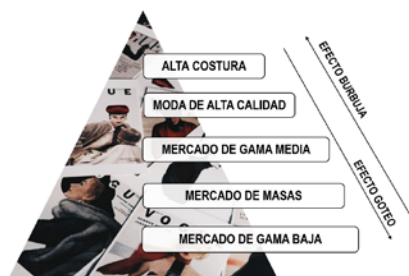 ALTA COSTURA
U E
MODA DE ALTA CALIDAD
MERCADO DE GAMA MEDIA
MERCADO DE MASAS
V O G
MERCADO DE GAMA BAJA
EFECTO BURBUJA
EFECTO GOTEO